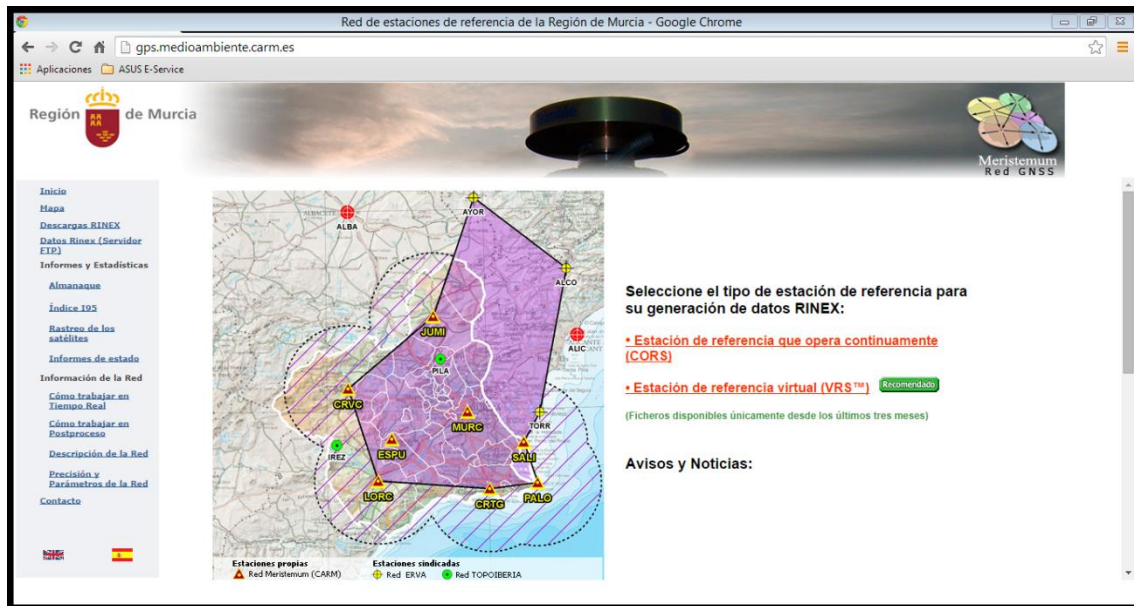 Red de estaciones de referencia de la Región de Murcia - Google Chrome
gps.medioambiente.carm.es
Aplicaciones ASUS E-Service
Región de Murcia
Meristemum
Red GNSS
Inicio
Mapa
Descargas RINEX
Datos Rinex (Servidor
FTP)
Informes y Estadísticas
Almanaque
Índice I95
Rastreo de los
satélites
Informes de estado
Información de la Red
Cómo trabajar en
Tiempo Real
Cómo trabajar en
Postproceso
Descripción de la Red
Precisión y
Parámetros de la Red
Contacto
AYOR
ALBACETE
ALBA
ALCO
JUMI
ALIC
PILA
CRVC
MURC
TORR
ESPU
SALI
IREZ
LORC
CRTG
PALO
Estaciones propias
Red Meristemum (CARM)
Estaciones sindicadas
Red ERVA Red TOPOIBERIA
Seleccione el tipo de estación de referencia para
su generación de datos RINEX:
• Estación de referencia que opera continuamente
(CORS)
• Estación de referencia virtual (VRS™) Recomendado
(Ficheros disponibles únicamente desde los últimos tres meses)
Avisos y Noticias: